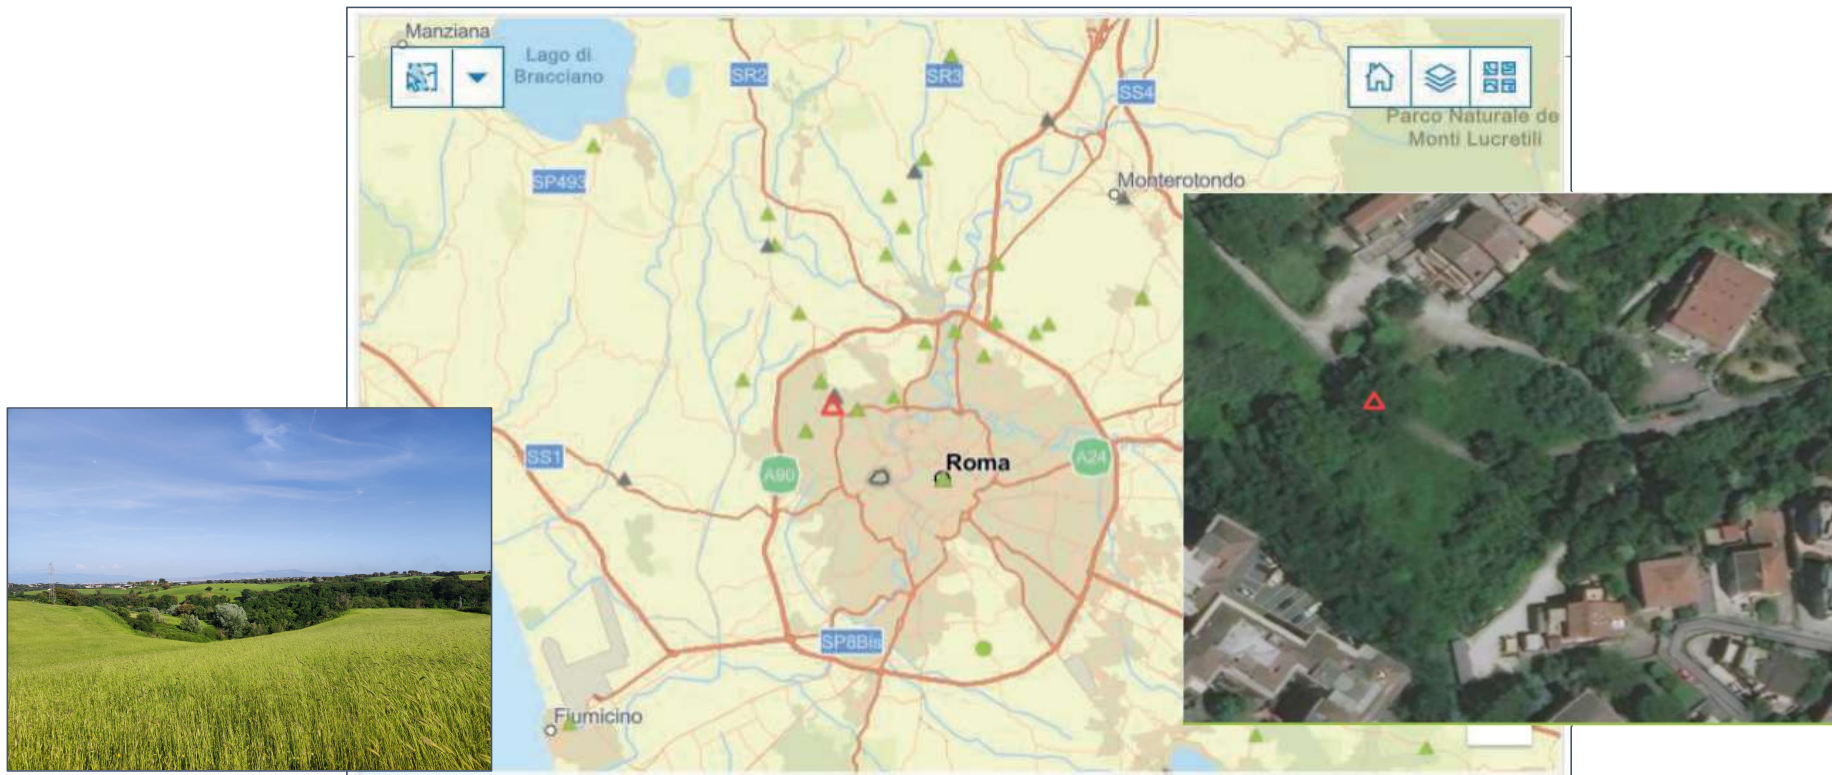 Manziana
Lago di
Bracciano
SR2
SR3
SS4
Parco Naturale de
Monti Lucretili
SP493
Monterotondo
SS1
A90
Roma
A24
SP8Bis
Fiumicino